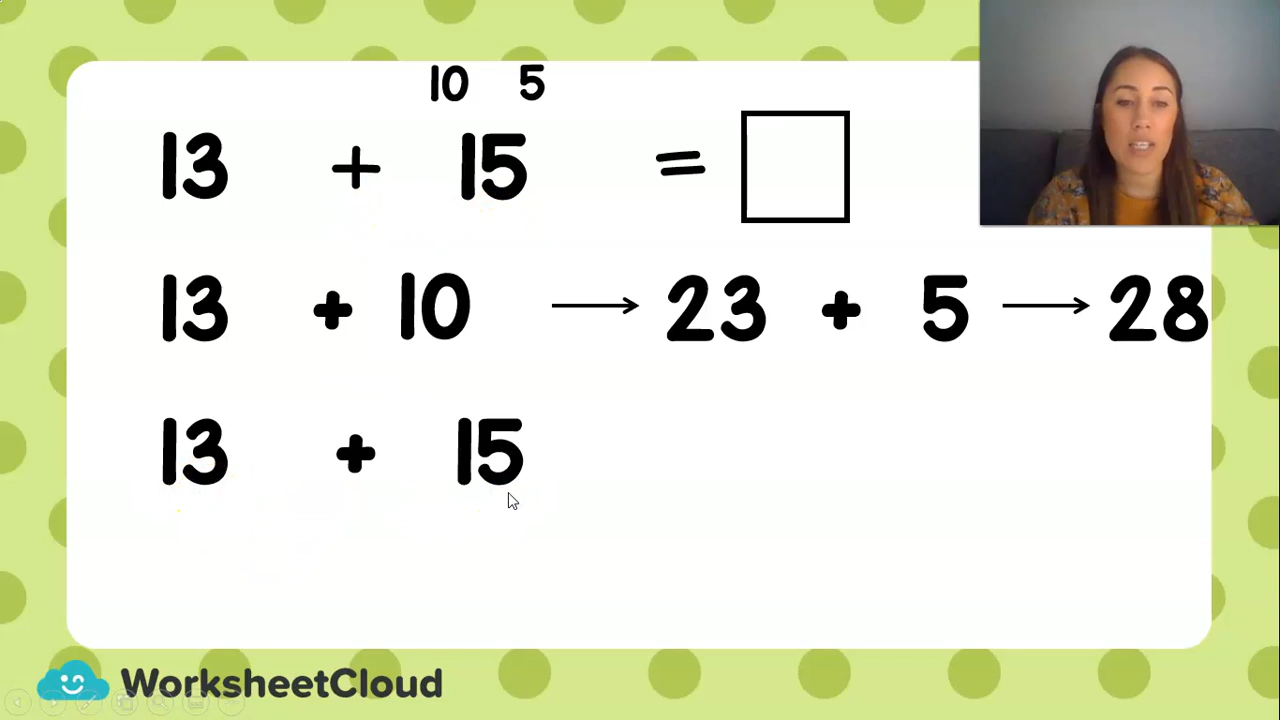 10 5
13 + 15 =
13 + 10 → 23 + 5 → 28
13 + 15
WorksheetCloud